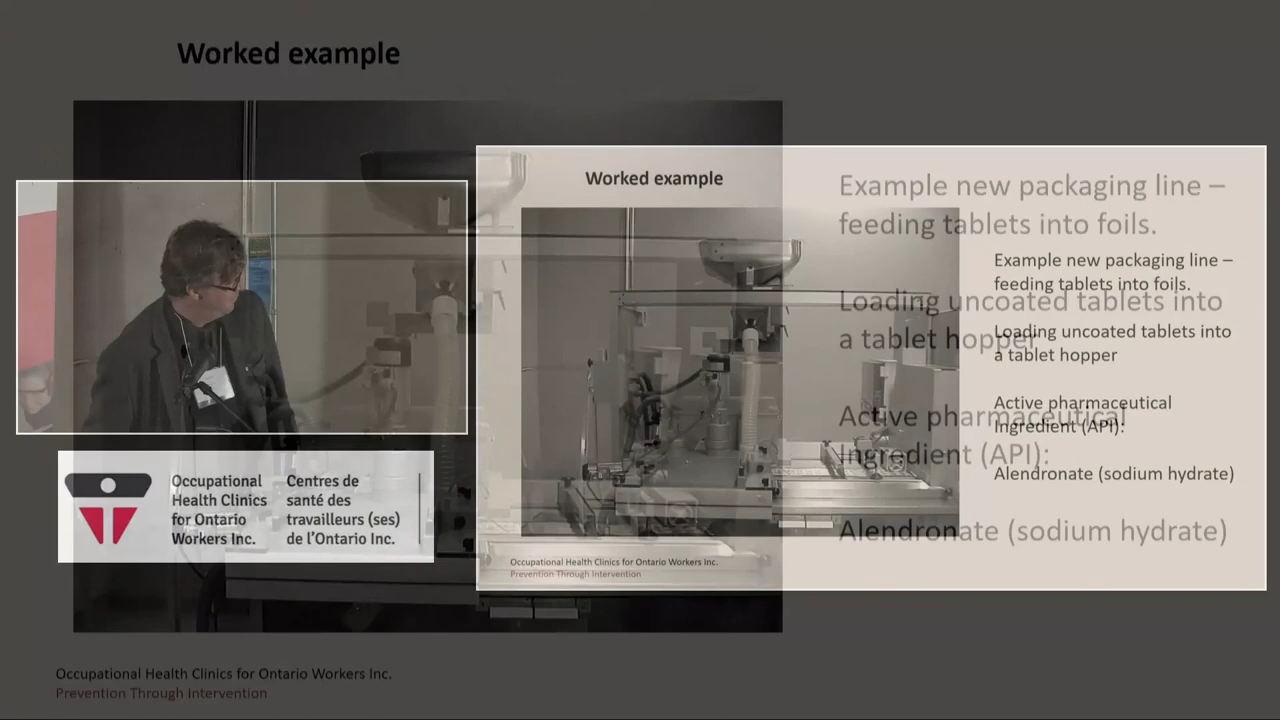 Worked example
Worked example
Example new packaging line –
feeding tablets into foils.
Loading uncoated tablets into
a tablet hopper
Active pharmaceutical
Ingredient (API):
Alendronate (sodium hydrate)
Example new packaging line –
feeding tablets into foils.
Loading uncoated tablets into
a tablet hopper
Active pharmaceutical
Ingredient (API):
Alendronate (sodium hydrate)
Occupational
Health Clinics
for Ontario
Workers Inc.
Centres de
santé des
travailleurs (ses)
de l'Ontario Inc.
Occupational Health Clinics for Ontario Workers Inc.
Prevention Through Intervention
Occupational Health Clinics for Ontario Workers Inc.
Prevention Through Intervention